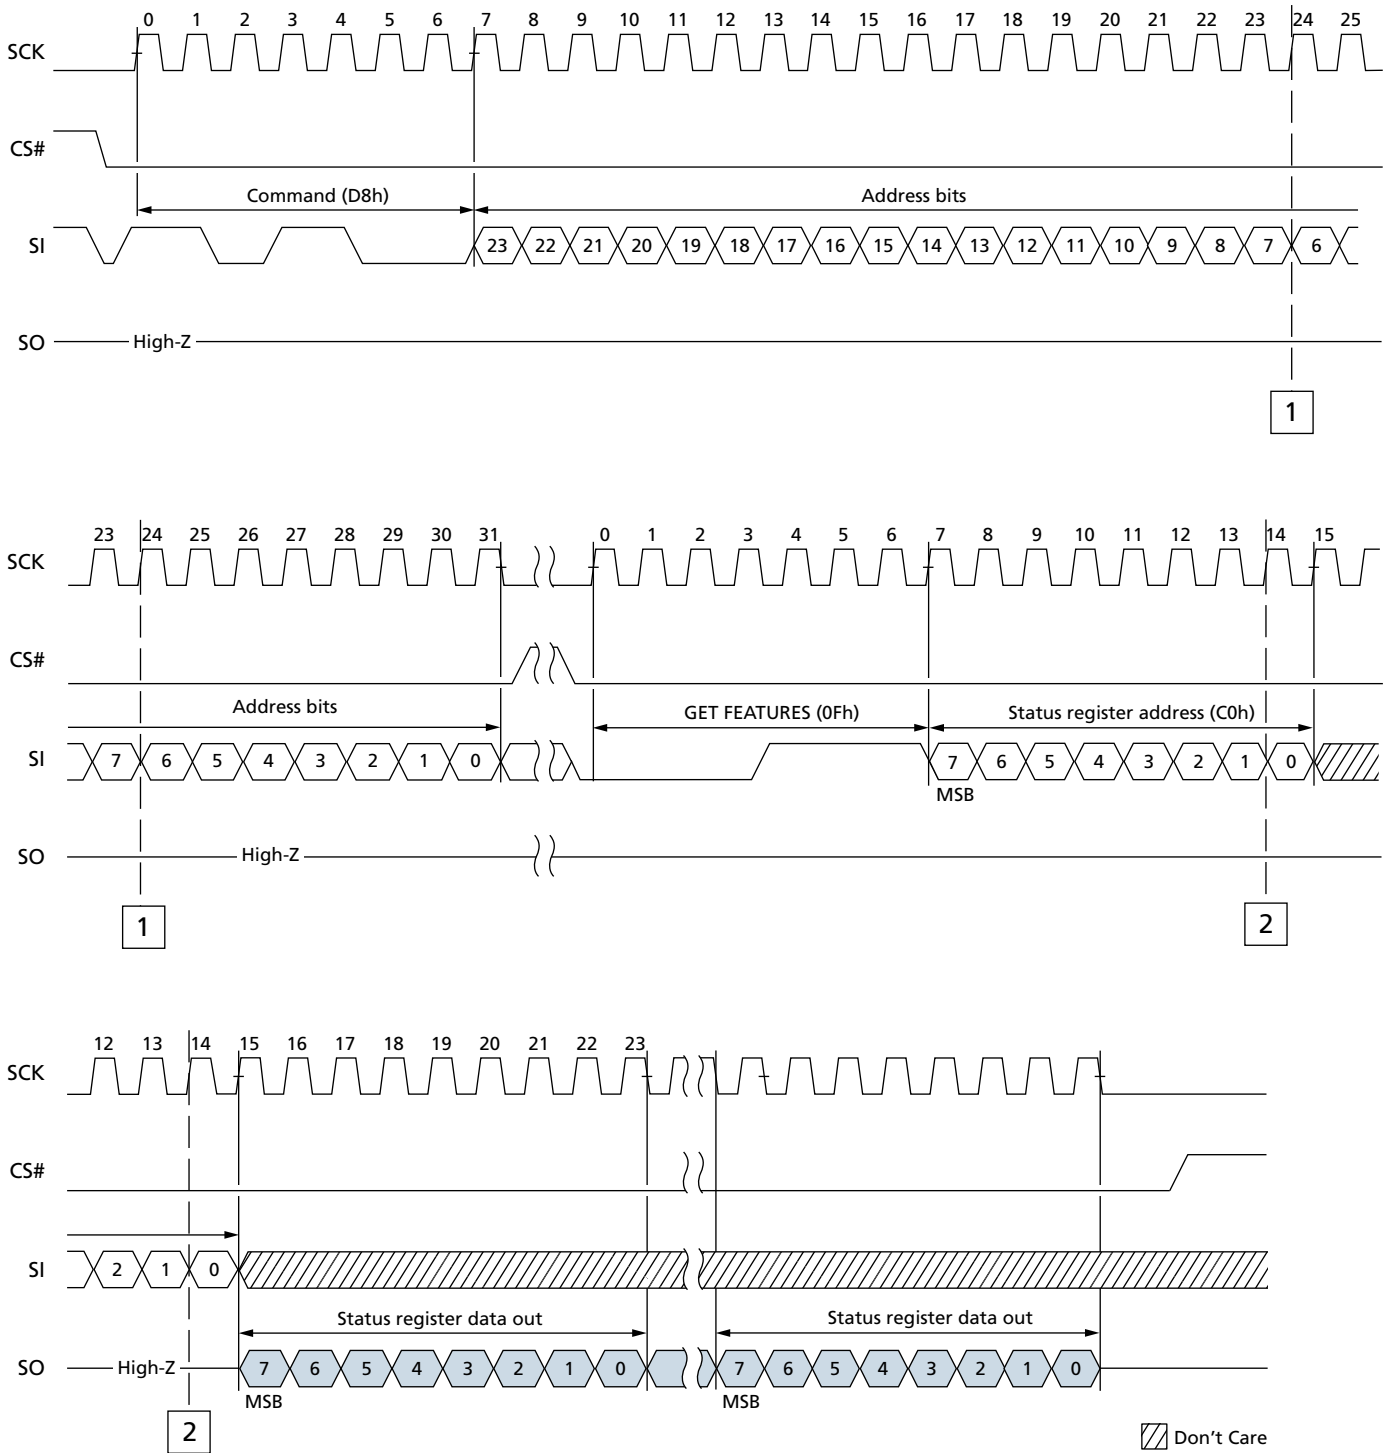 0 1 2 3 4 5 6 7 8 9 10 11 12 13 14 15 16 17 18 19 20 21 22 23 24 25
SCK
CS#
Command (D8h) Address bits
SI 23 22 21 20 19 18 17 16 15 14 13 12 11 10 9 8 7 6
SO High-Z
1
23 24 25 26 27 28 29 30 31 0 1 2 3 4 5 6 7 8 9 10 11 12 13 14 15
SCK
CS#
Address bits GET FEATURES (0Fh) Status register address (C0h)
SI 7 6 5 4 3 2 1 0 7 6 5 4 3 2 1 0
MSB
SO High-Z
1 2
12 13 14 15 16 17 18 19 20 21 22 23
SCK
CS#
SI 2 1 0
Status register data out Status register data out
SO High-Z 7 6 5 4 3 2 1 0 7 6 5 4 3 2 1 0
MSB MSB
2
Don't Care